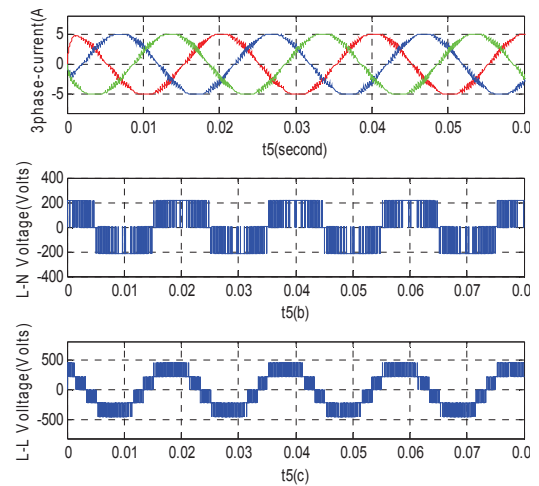 3phase-current(A
5
0
-5
0 0.01 0.02 0.03 0.04 0.05 0.0
t5(second)
L-N Voltage(Volts)
400
200
0
-200
-400
0 0.01 0.02 0.03 0.04 0.05 0.06 0.07 0.0
t5(b)
L-L Volltage(Volts)
500
0
-500
0 0.01 0.02 0.03 0.04 0.05 0.06 0.07 0.0
t5(c)